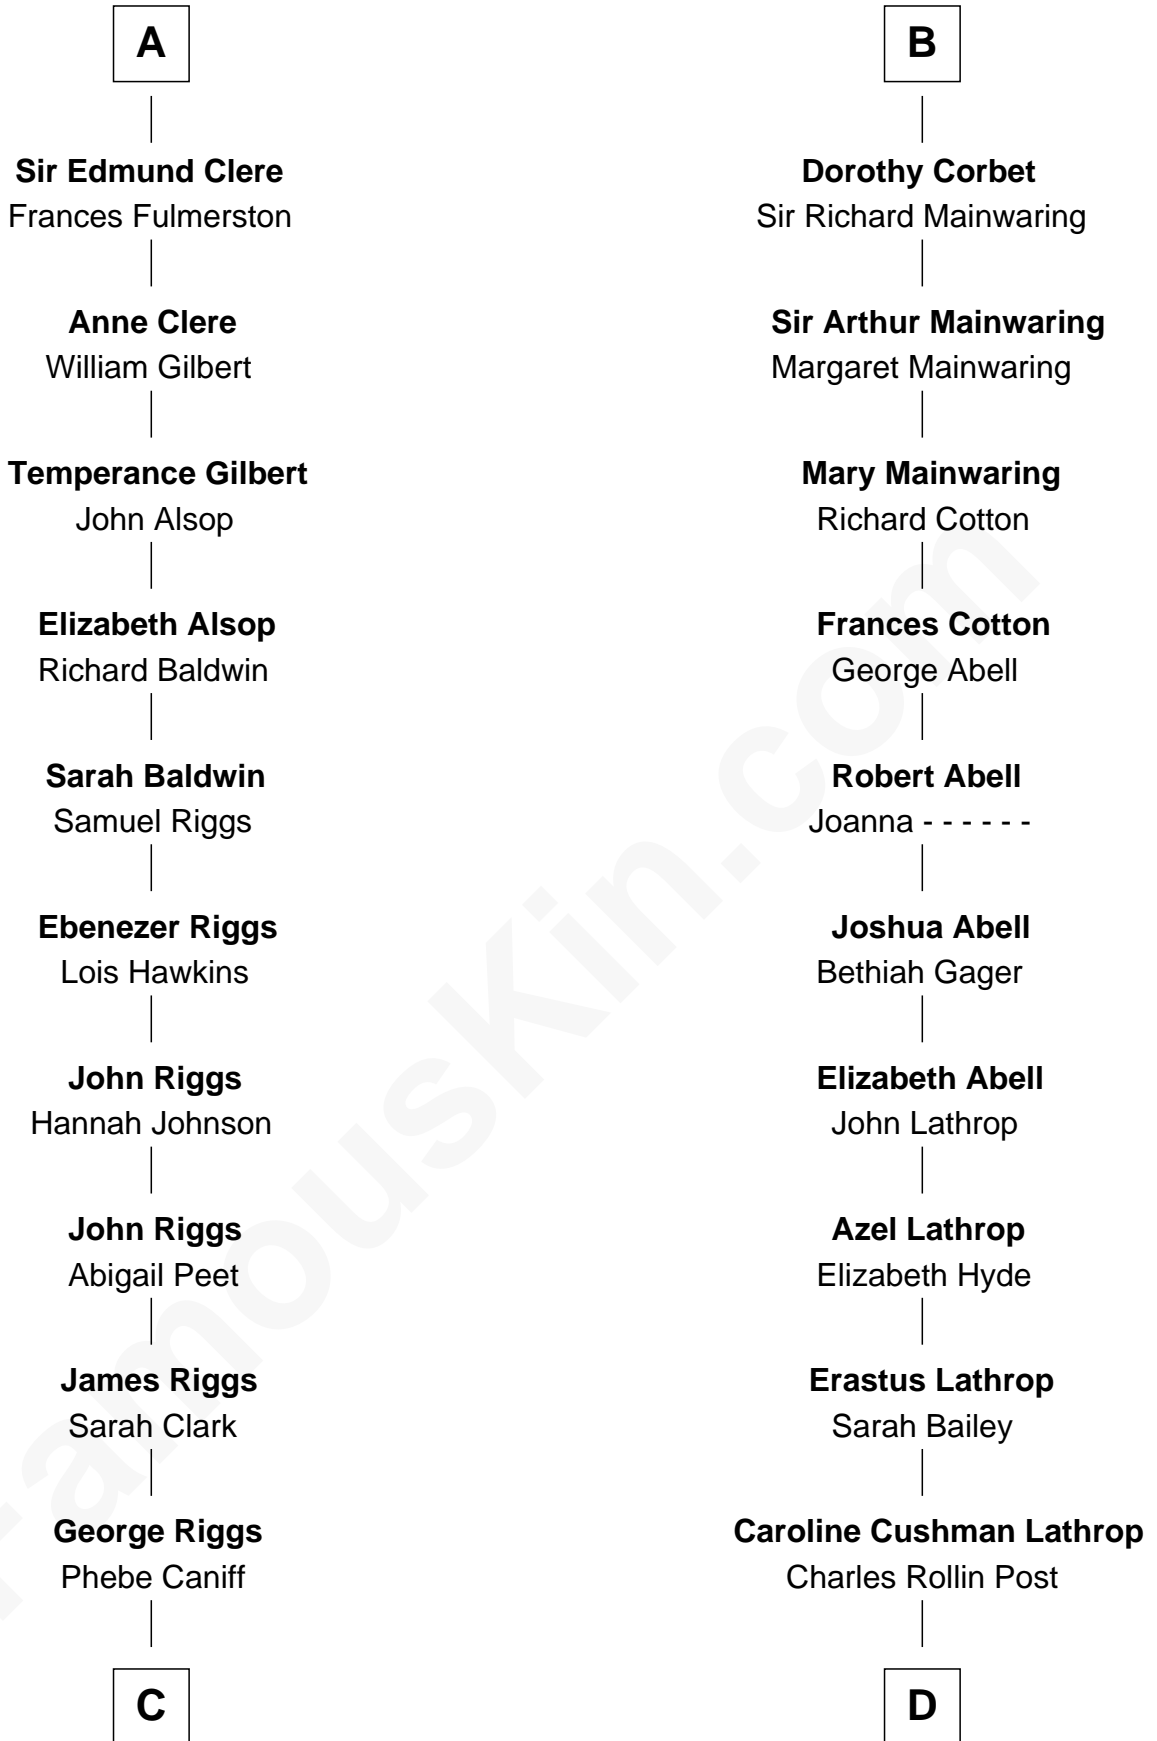 A
Sir Edmund Clere
Frances Fulmerston
Anne Clere
William Gilbert
Temperance Gilbert
John Alsop
Elizabeth Alsop
Richard Baldwin
Sarah Baldwin
Samuel Riggs
Ebenezer Riggs
Lois Hawkins
John Riggs
Hannah Johnson
John Riggs
Abigail Peet
James Riggs
Sarah Clark
George Riggs
Phebe Caniff
C
B
Dorothy Corbet
Sir Richard Mainwaring
Sir Arthur Mainwaring
Margaret Mainwaring
Mary Mainwaring
Richard Cotton
Frances Cotton
George Abell
Robert Abell
Joanna - - - - - -
Joshua Abell
Bethiah Gager
Elizabeth Abell
John Lathrop
Azel Lathrop
Elizabeth Hyde
Erastus Lathrop
Sarah Bailey
Caroline Cushman Lathrop
Charles Rollin Post
D
FamousKin.com